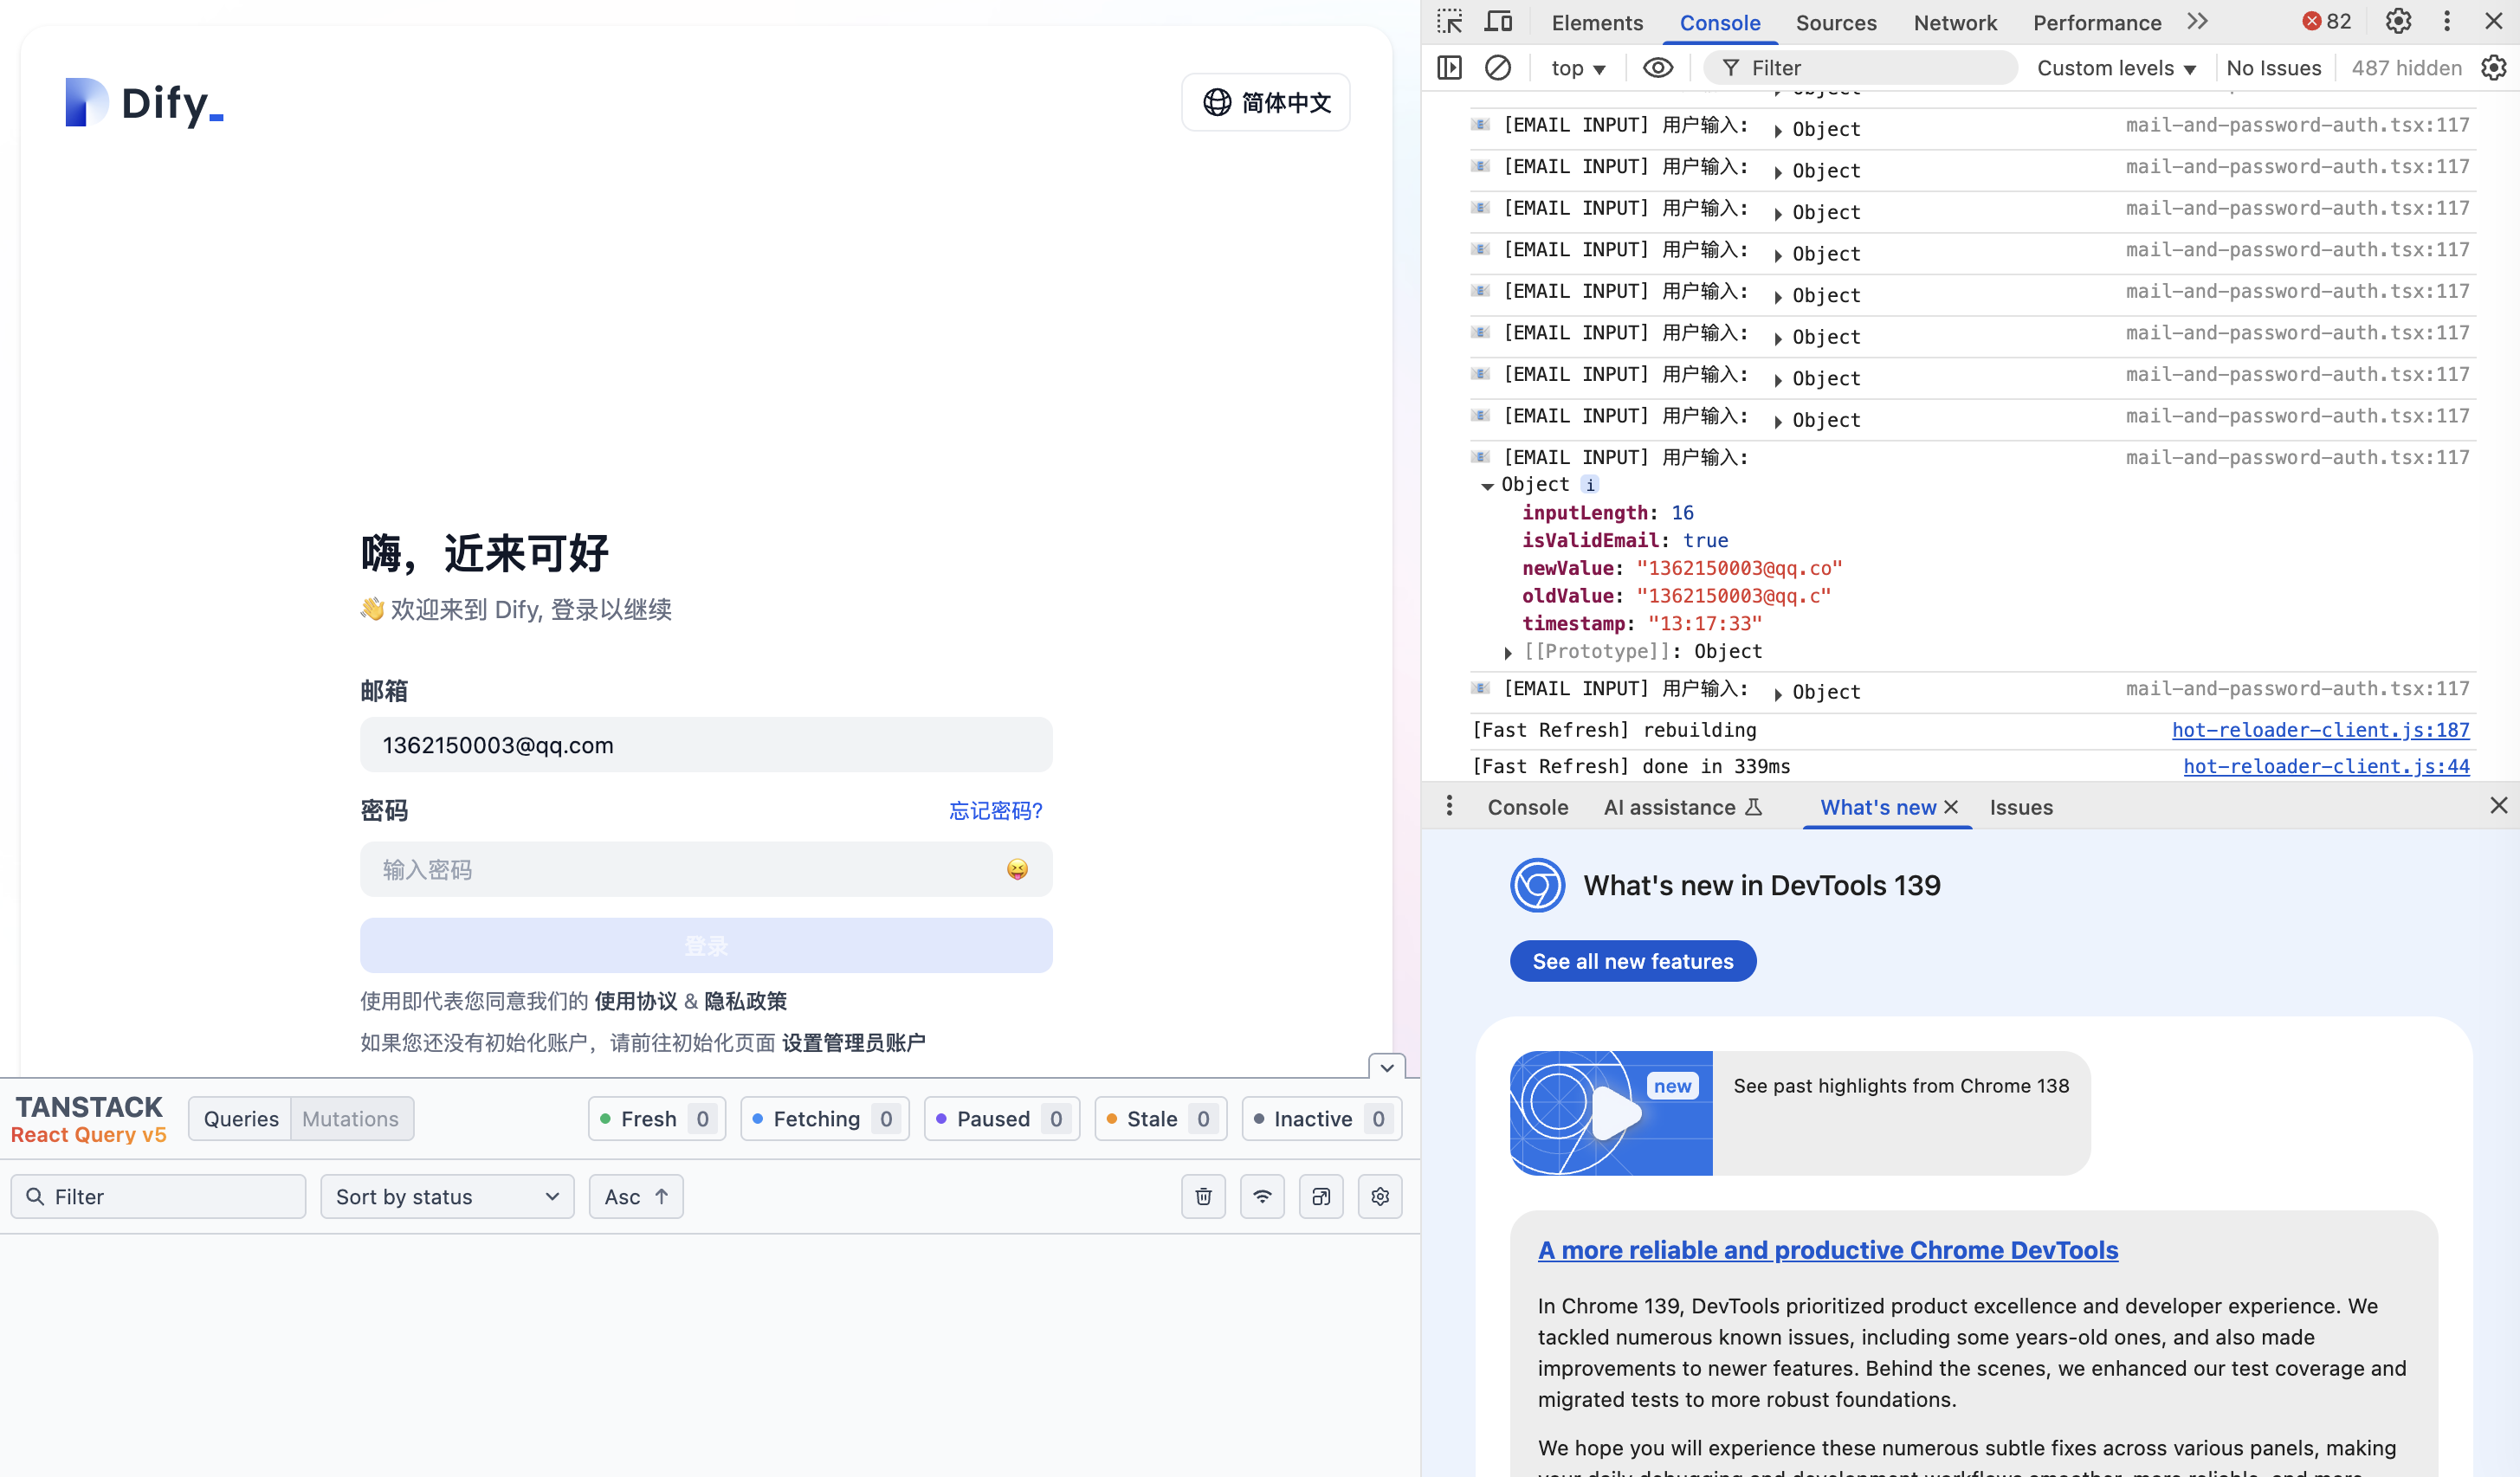 Dify_
简体中文
嗨，近来可好
👋 欢迎来到 Dify, 登录以继续
邮箱
1362150003@qq.com
密码
忘记密码?
输入密码
登录
使用即代表您同意我们的 使用协议 & 隐私政策
如果您还没有初始化账户，请前往初始化页面 设置管理员账户
TANSTACK
React Query v5
Queries
Mutations
Fresh 0
Fetching 0
Paused 0
Stale 0
Inactive 0
Filter
Sort by status
Asc ↑
Elements
Console
Sources
Network
Performance
82
top
Filter
Custom levels
No Issues
487 hidden
Object
[EMAIL INPUT] 用户输入: Object mail-and-password-auth.tsx:117
[EMAIL INPUT] 用户输入: Object mail-and-password-auth.tsx:117
[EMAIL INPUT] 用户输入: Object mail-and-password-auth.tsx:117
[EMAIL INPUT] 用户输入: Object mail-and-password-auth.tsx:117
[EMAIL INPUT] 用户输入: Object mail-and-password-auth.tsx:117
[EMAIL INPUT] 用户输入: Object mail-and-password-auth.tsx:117
[EMAIL INPUT] 用户输入: Object mail-and-password-auth.tsx:117
[EMAIL INPUT] 用户输入: Object mail-and-password-auth.tsx:117
[EMAIL INPUT] 用户输入: mail-and-password-auth.tsx:117
Object i
inputLength: 16
isValidEmail: true
newValue: "1362150003@qq.co"
oldValue: "1362150003@qq.c"
timestamp: "13:17:33"
[[Prototype]]: Object
[EMAIL INPUT] 用户输入: Object mail-and-password-auth.tsx:117
[Fast Refresh] rebuilding hot-reloader-client.js:187
[Fast Refresh] done in 339ms hot-reloader-client.js:44
Console
AI assistance
What's new
Issues
What's new in DevTools 139
See all new features
new
See past highlights from Chrome 138
A more reliable and productive Chrome DevTools
In Chrome 139, DevTools prioritized product excellence and developer experience. We
tackled numerous known issues, including some years-old ones, and also made
improvements to newer features. Behind the scenes, we enhanced our test coverage and
migrated tests to more robust foundations.
We hope you will experience these numerous subtle fixes across various panels, making
your daily debugging and development workflows smoother, more reliable, and more